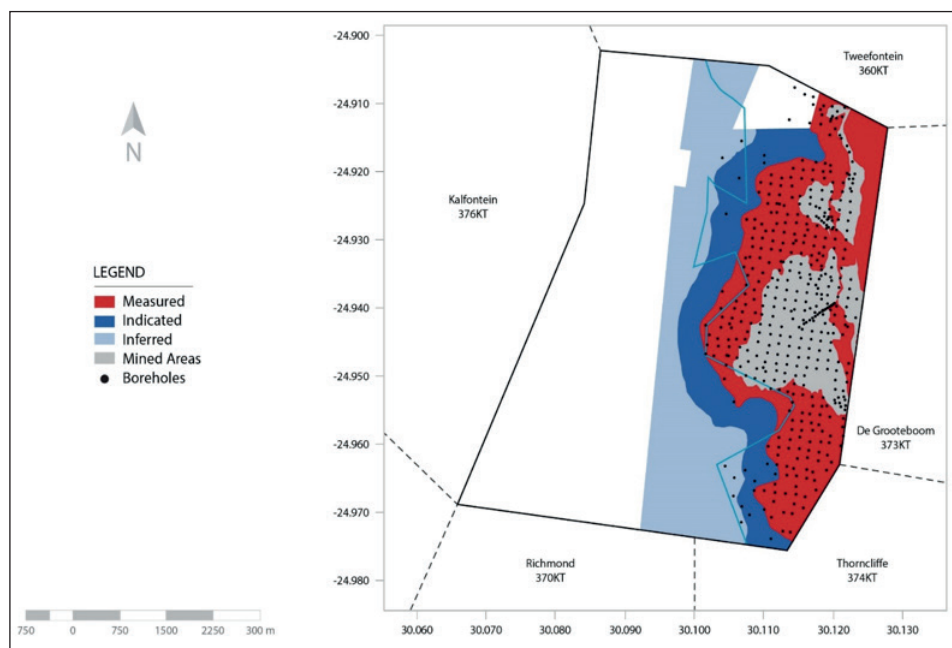 -24.900
-24.910
-24.920
-24.930
-24.940
-24.950
-24.960
-24.970
-24.980
Tweefontein
360KT
N
Kalfontein
376KT
LEGEND
Measured
Indicated
Inferred
Mined Areas
Boreholes
De Grooteboom
373KT
Richmond
370KT
Thorncliffe
374KT
750 0 750 1500 2250 300 m
30.060 30.070 30.080 30.090 30.100 30.110 30.120 30.130